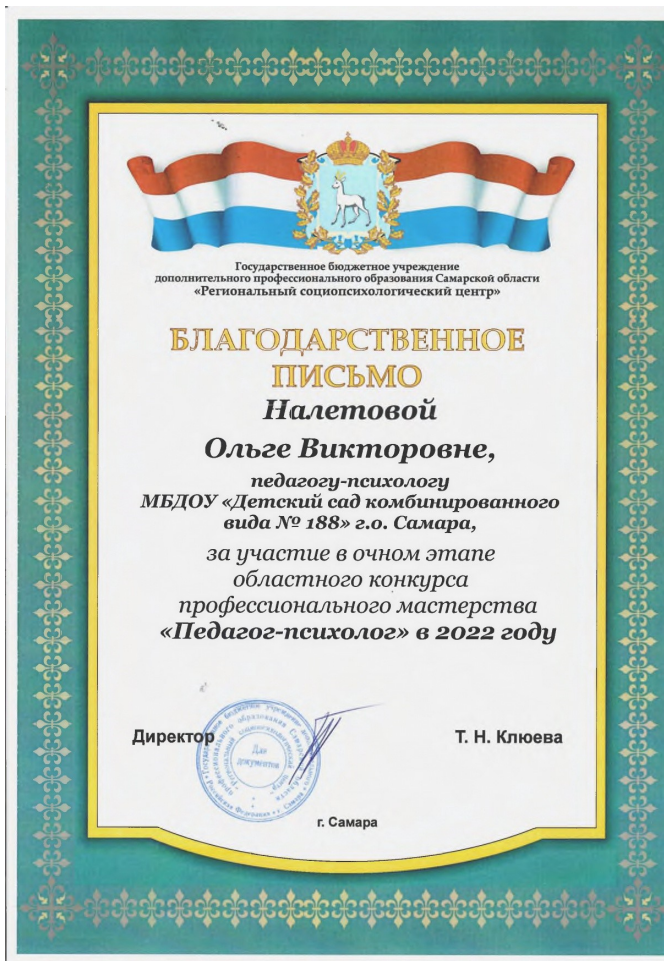 Государственное бюджетное учреждение
дополнительного профессионального образования Самарской области
«Региональный социопсихологический центр»
БЛАГОДАРСТВЕННОЕ
ПИСЬМО
Налетовой
Ольге Викторовне,
педагогу-психологу
МБДОУ «Детский сад комбинированного
вида № 188» г.о. Самара,
за участие в очном этапе
областного конкурса
профессионального мастерства
«Педагог-психолог» в 2022 году
Директор
Т. Н. Клюева
Для
документов
г. Самара